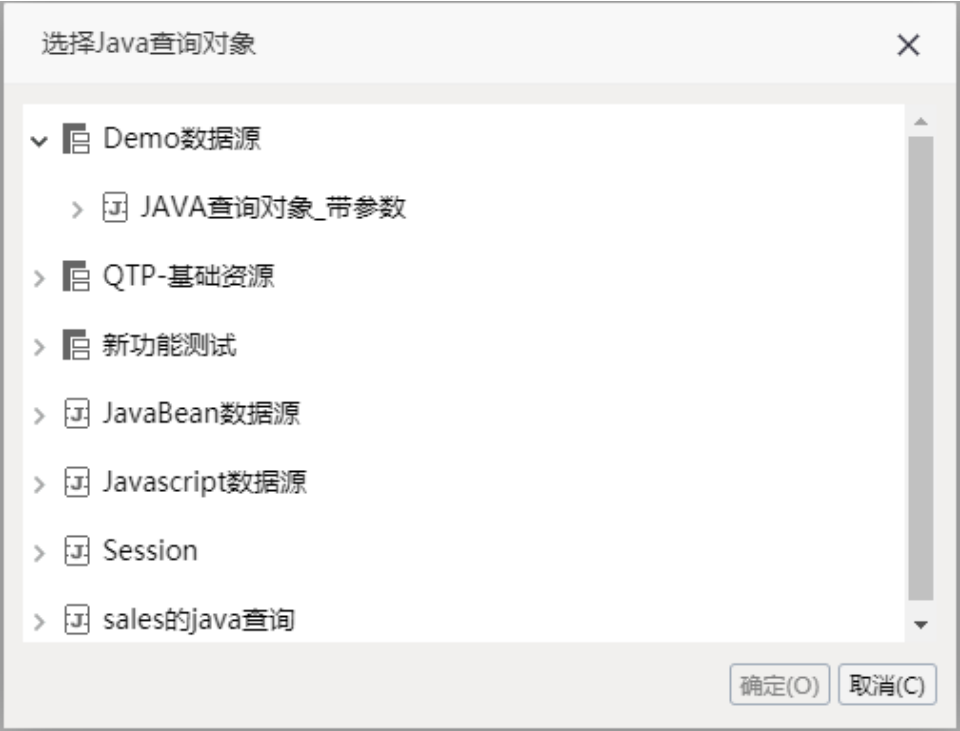 选择Java查询对象
Demo数据源
JAVA查询对象_带参数
QTP-基础资源
新功能测试
JavaBean数据源
Javascript数据源
Session
sales的java查询
确定(O) 取消(C)